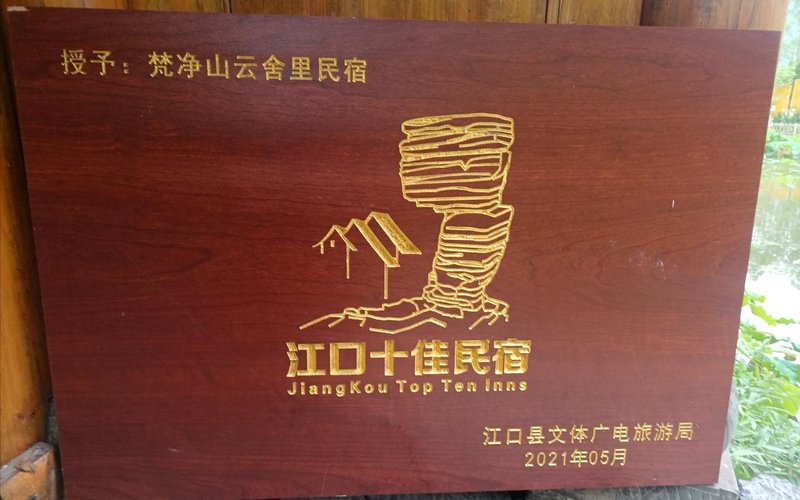 授予：梵净山云舍里民宿
江口十佳民宿
JiangKou Top Ten Inns
江口县文体广电旅游局
2021年05月